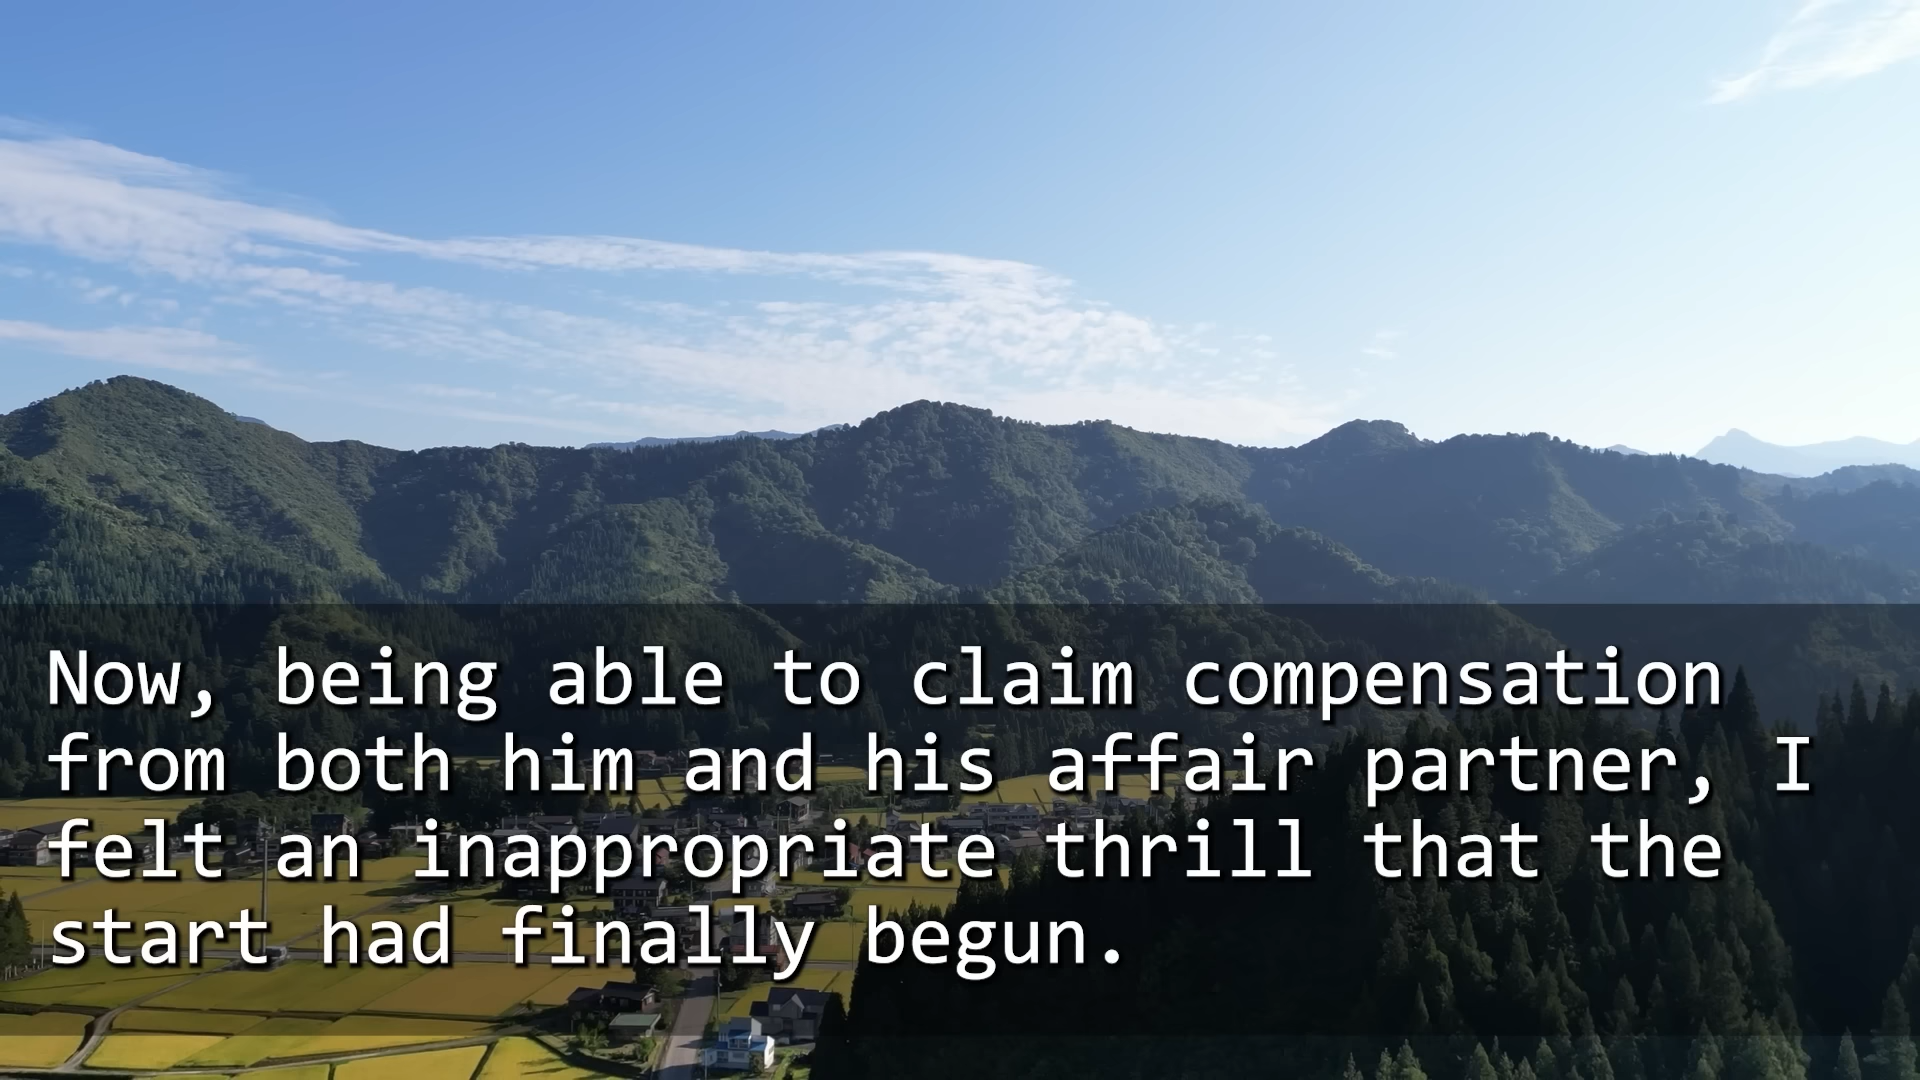 Now, being able to claim compensation
from both him and his affair partner, I
felt an inappropriate thrill that the
start had finally begun.